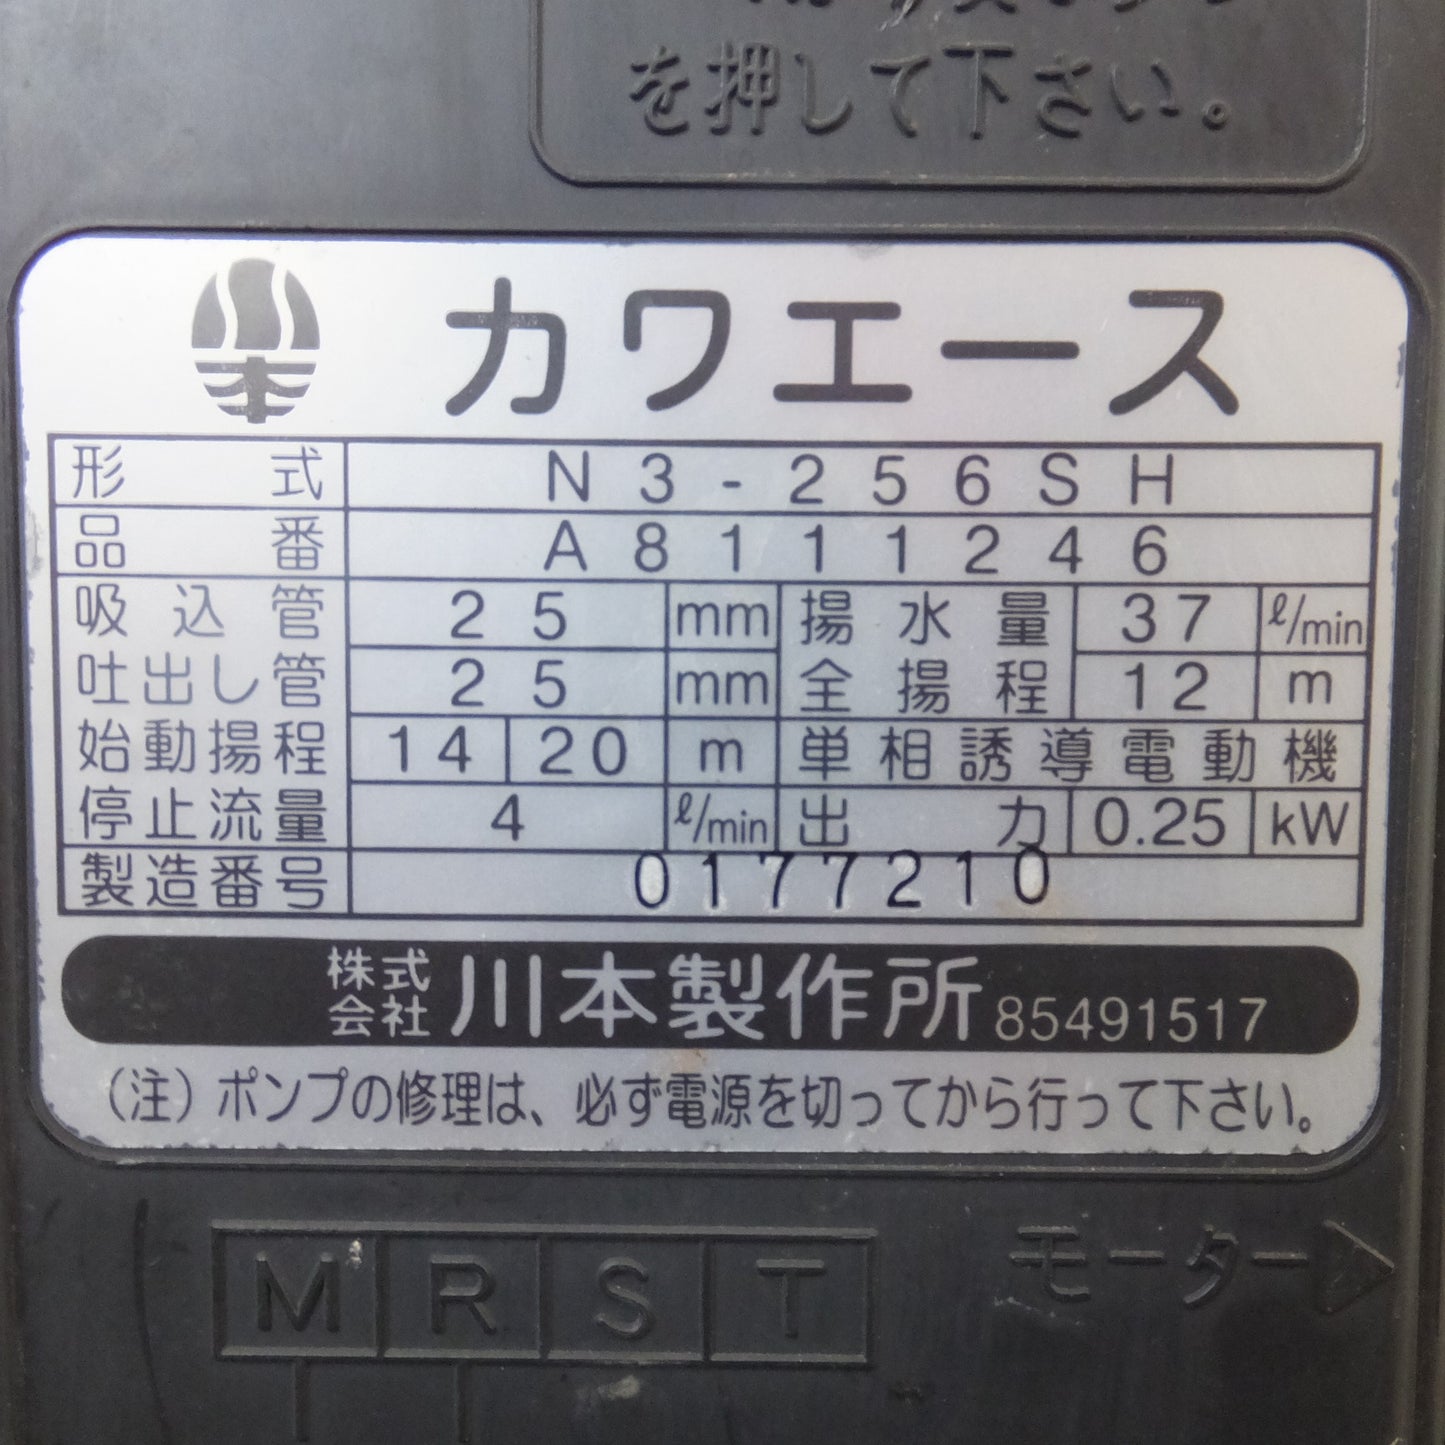 を押して下さい。
カワエース
形式 N3-256SH
品番 A8111246
吸込管 25 mm 揚水量 37 ℓ/min
吐出し管 25 mm 全揚程 12 m
始動揚程 14 20 m 単相誘導電動機
停止流量 4 ℓ/min 出力 0.25 kW
製造番号 0177210
株式会社 川本製作所 85491517
(注)ポンプの修理は、必ず電源を切ってから行って下さい。
M R S T モーター